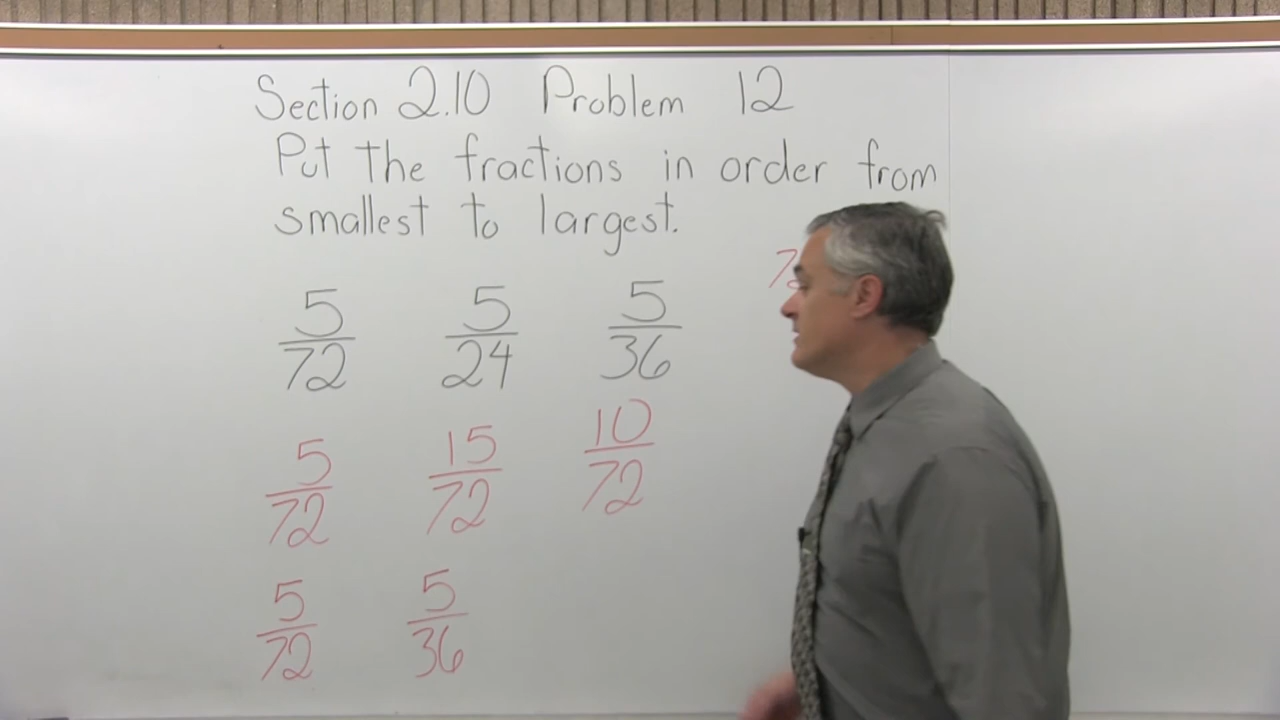 Section 2.10 Problem 12
Put the fractions in order from
smallest to largest.
5/72 5/24 5/36
5/72 15/72 10/72
5/72 5/36